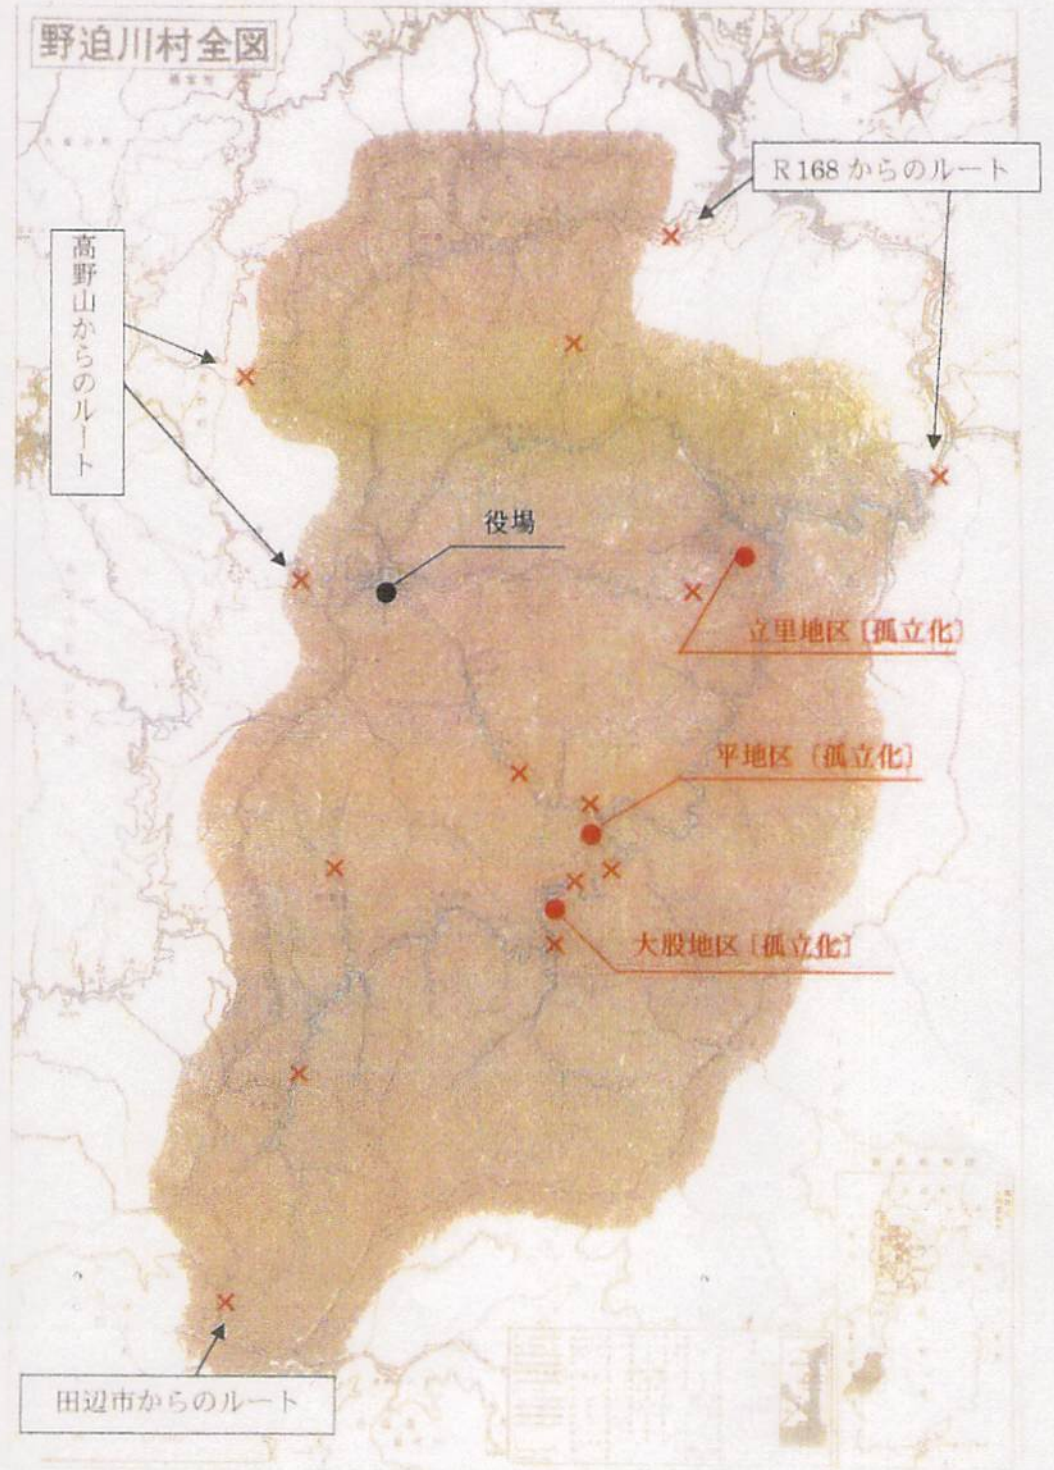 野迫川村全図
R168からのルート
高野山からのルート
役場
立里地区〔孤立化〕
平地区〔孤立化〕
大股地区〔孤立化〕
田辺市からのルート